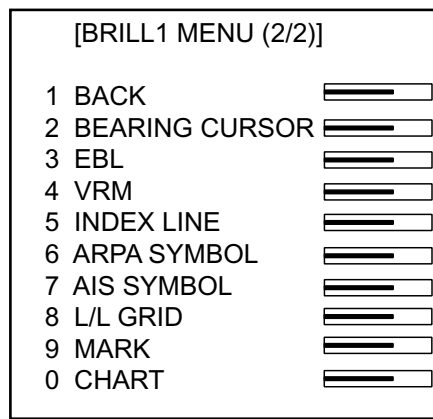 [BRILL1 MENU (2/2)]
1 BACK
2 BEARING CURSOR
3 EBL
4 VRM
5 INDEX LINE
6 ARPA SYMBOL
7 AIS SYMBOL
8 L/L GRID
9 MARK
0 CHART